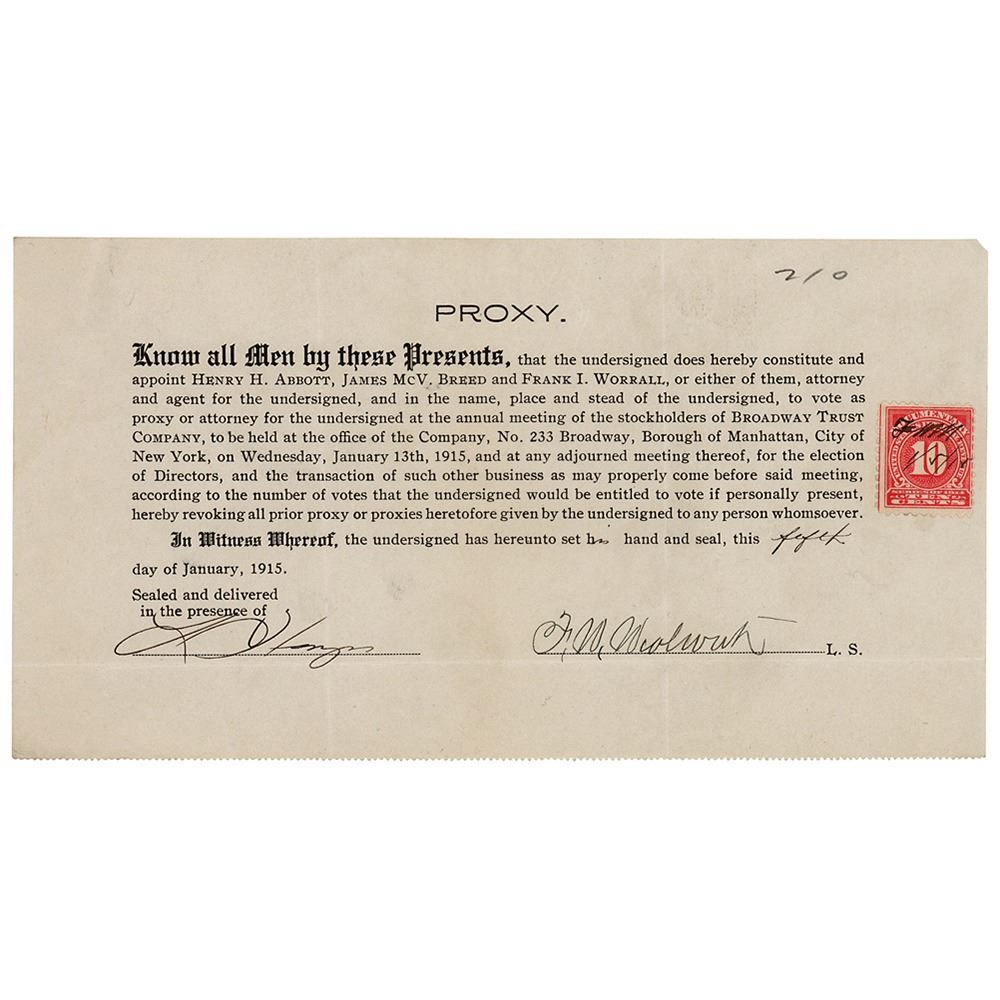 210
PROXY.
Know all Men by these Presents, that the undersigned does hereby constitute and
appoint HENRY H. ABBOTT, JAMES MCV. BREED and FRANK I. WORRALL, or either of them, attorney
and agent for the undersigned, and in the name, place and stead of the undersigned, to vote as
proxy or attorney for the undersigned at the annual meeting of the stockholders of BROADWAY TRUST
COMPANY, to be held at the office of the Company, No. 233 Broadway, Borough of Manhattan, City of
New York, on Wednesday, January 13th, 1915, and at any adjourned meeting thereof, for the election
of Directors, and the transaction of such other business as may properly come before said meeting,
according to the number of votes that the undersigned would be entitled to vote if personally present,
hereby revoking all prior proxy or proxies heretofore given by the undersigned to any person whomsoever.
In Witness Whereof, the undersigned has hereunto set his hand and seal, this fifth
day of January, 1915.
Sealed and delivered
in the presence of
F. W. Woolworth L. S.
10
TEN
CENTS